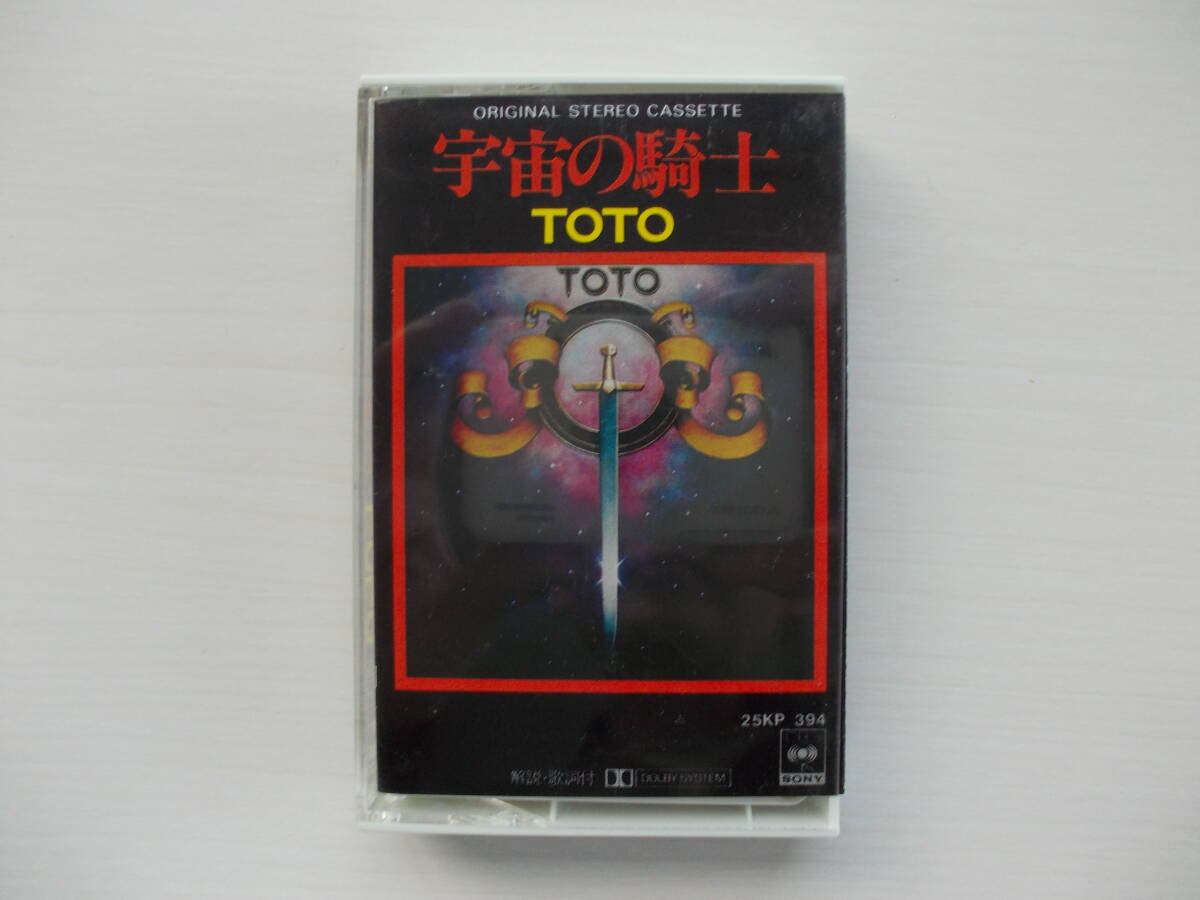 ORIGINAL STEREO CASSETTE
宇宙の騎士
TOTO
TOTO
25KP 394
SONY
解説・歌詞付 DOLBY SYSTEM